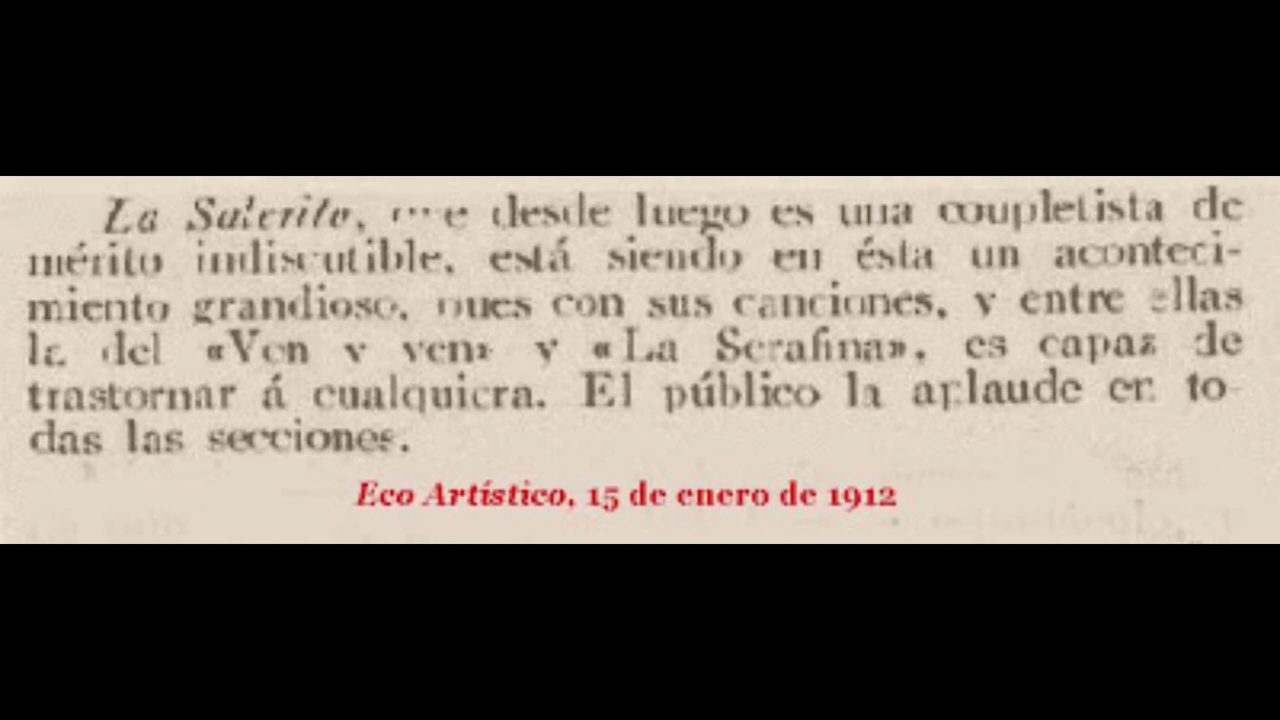 La Salerito, que desde luego es una coupletista de
mérito indiscutible, está siendo en ésta un aconteci-
miento grandioso, pues con sus canciones, y entre ellas
la del «Ven y ven» y «La Serafina», es capaz de
trastornar á cualquiera. El público la aplaude en to-
das las secciones.
Eco Artístico, 15 de enero de 1912